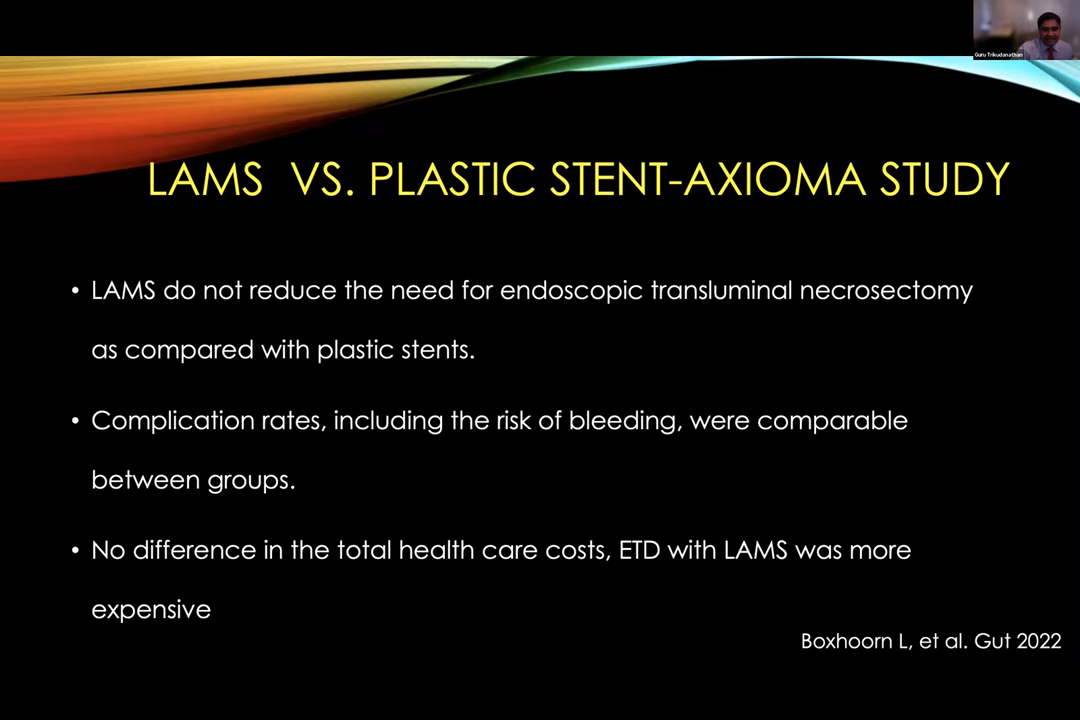 Guru Trikudanathan
LAMS VS. PLASTIC STENT-AXIOMA STUDY
• LAMS do not reduce the need for endoscopic transluminal necrosectomy
as compared with plastic stents.
• Complication rates, including the risk of bleeding, were comparable
between groups.
• No difference in the total health care costs, ETD with LAMS was more
expensive
Boxhoorn L, et al. Gut 2022